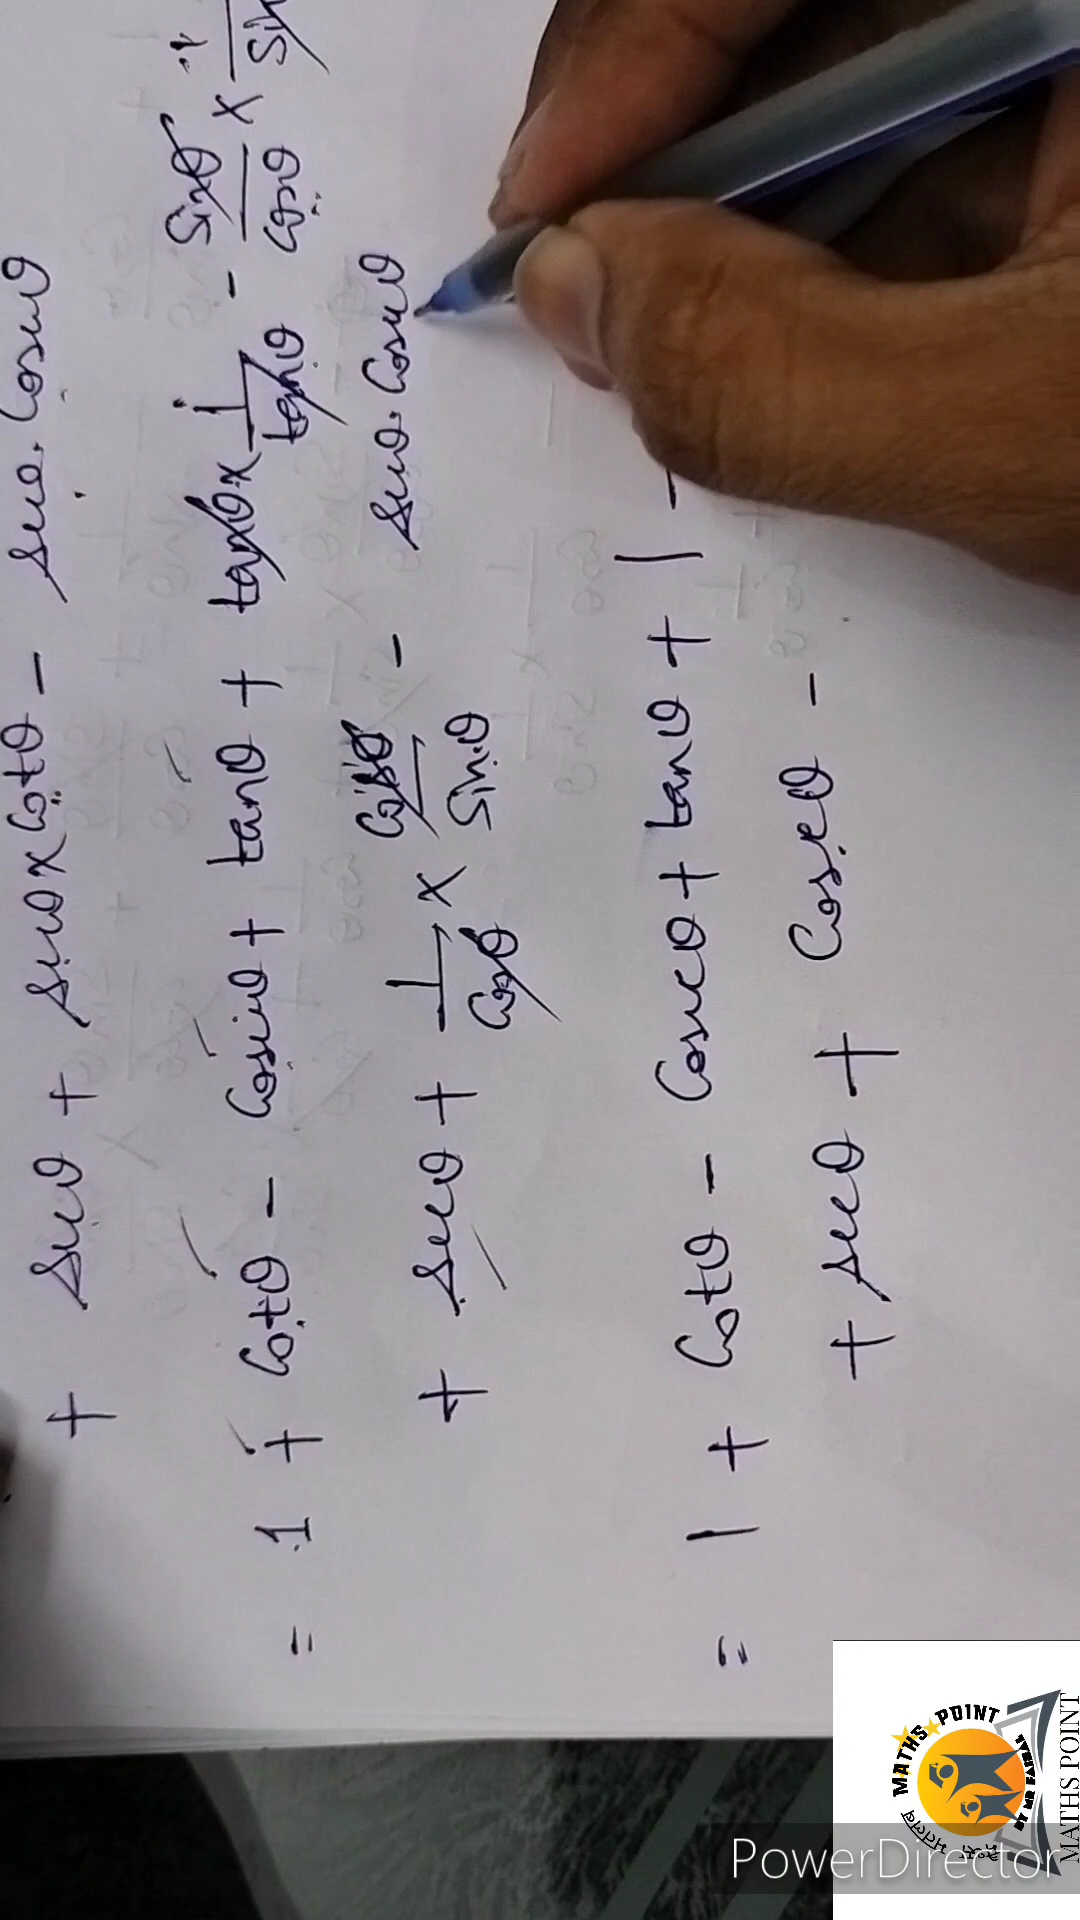 + secθ + secθ × cotθ - secθ. cosecθ
= 1 + cotθ - cosecθ + tanθ + tanθ × 1/tanθ - sinθ/cosθ × 1/sin
+ secθ + 1/cosθ × cosθ/sinθ - secθ. cosecθ
= 1 + cotθ - cosecθ + tanθ + 1 -
+ secθ + cosecθ -
MATHS POINT
MATHS POINT
PowerDirector